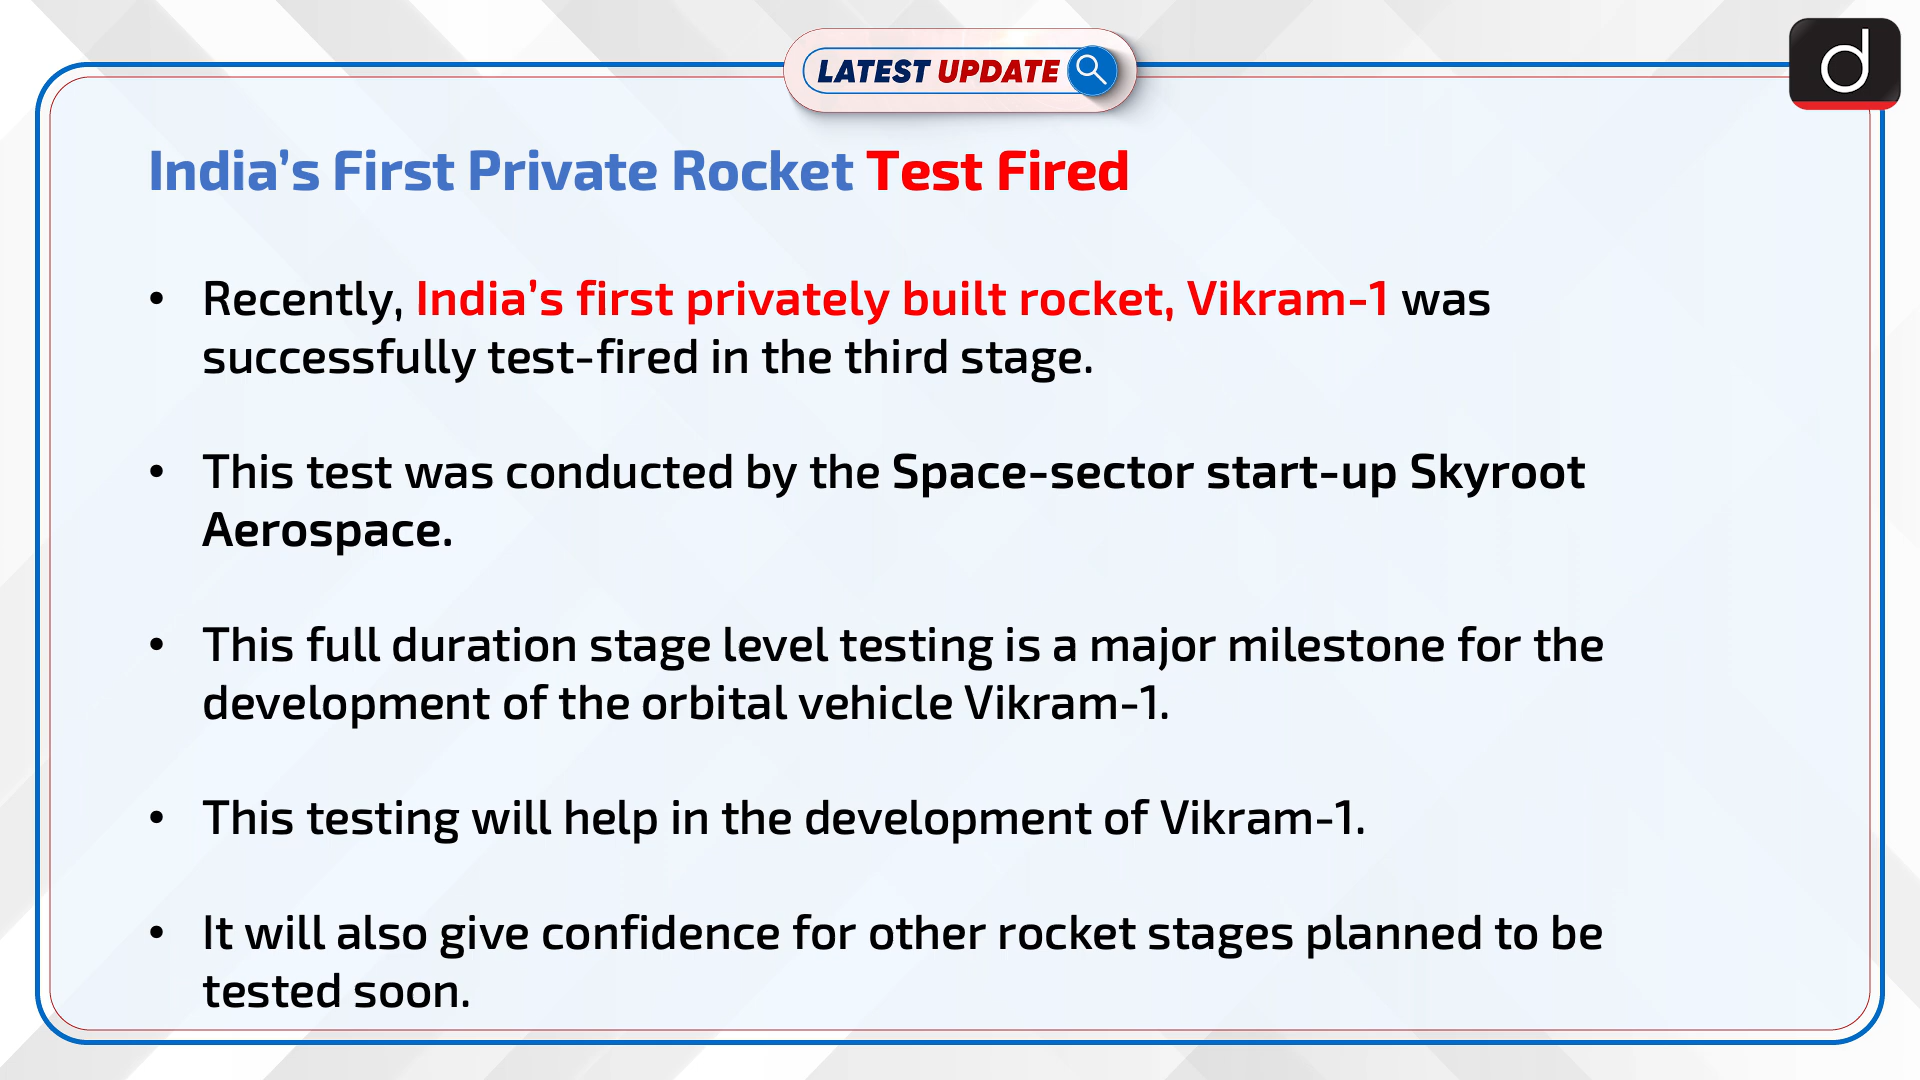 LATEST UPDATE
d
India’s First Private Rocket Test Fired
• Recently, India’s first privately built rocket, Vikram-1 was
successfully test-fired in the third stage.
• This test was conducted by the Space-sector start-up Skyroot
Aerospace.
• This full duration stage level testing is a major milestone for the
development of the orbital vehicle Vikram-1.
• This testing will help in the development of Vikram-1.
• It will also give confidence for other rocket stages planned to be
tested soon.